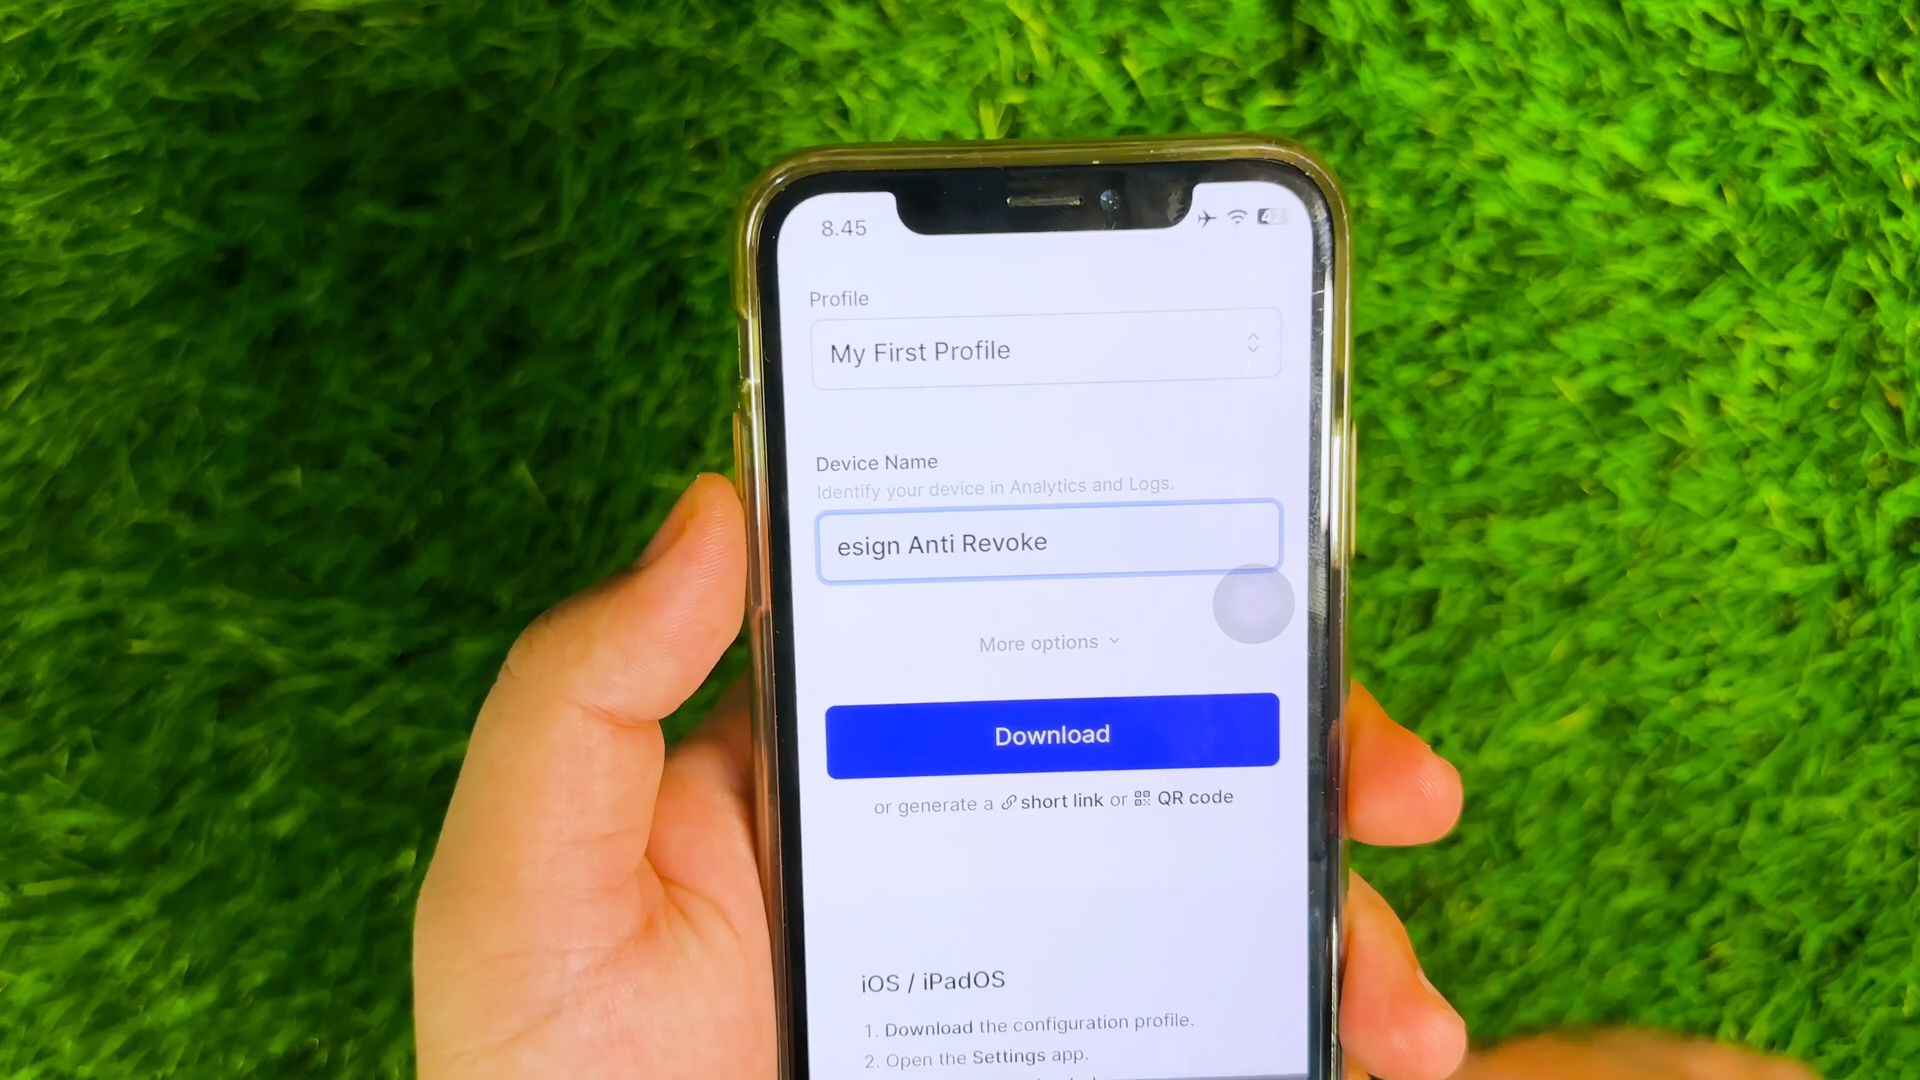 8.45
42
Profile
My First Profile
Device Name
Identify your device in Analytics and Logs.
esign Anti Revoke
More options
Download
or generate a short link or QR code
iOS / iPadOS
1. Download the configuration profile.
2. Open the Settings app.